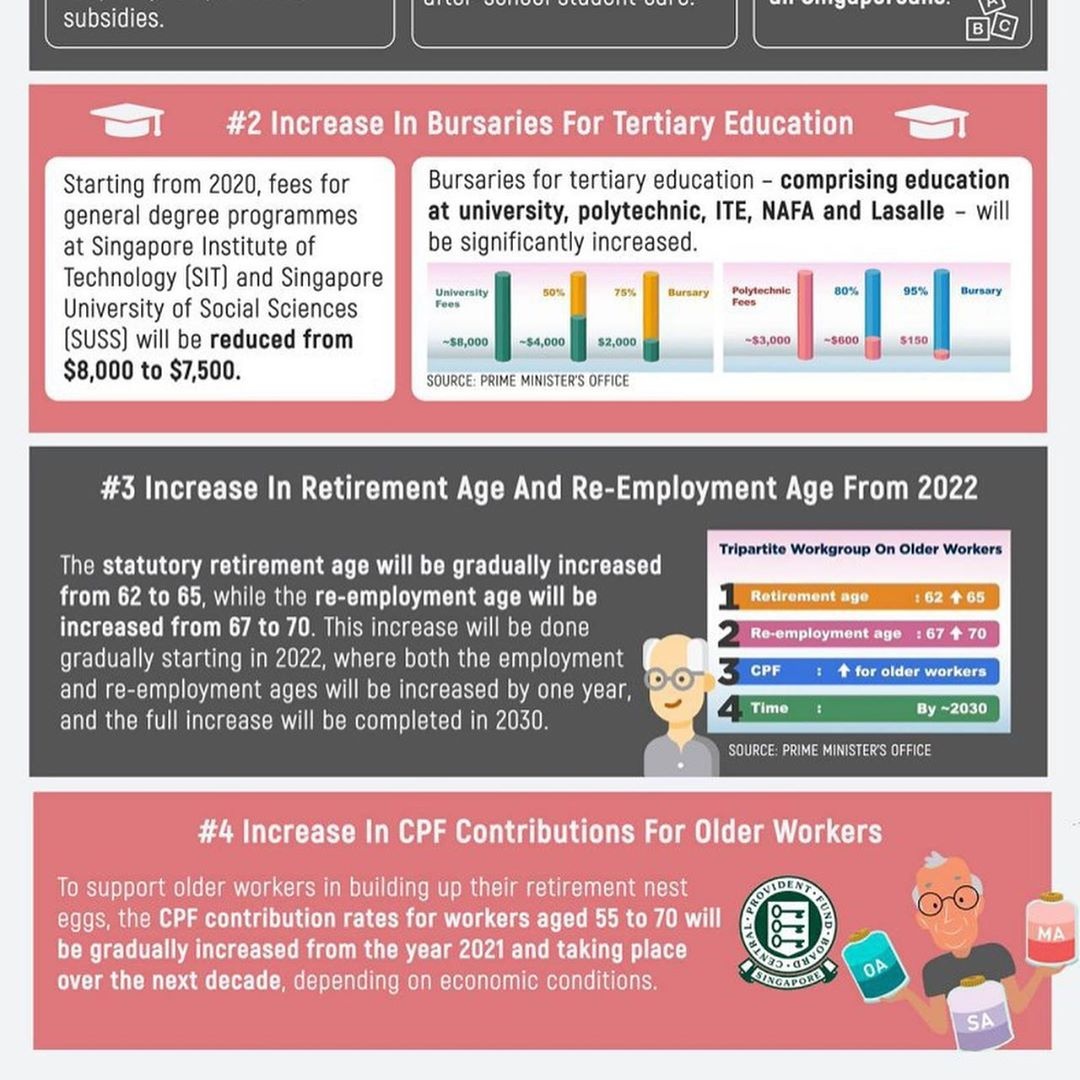 subsidies.
after-school student care.
all Singaporeans.
A
B C
#2 Increase In Bursaries For Tertiary Education
Starting from 2020, fees for
general degree programmes
at Singapore Institute of
Technology (SIT) and Singapore
University of Social Sciences
(SUSS) will be reduced from
$8,000 to $7,500.
Bursaries for tertiary education – comprising education
at university, polytechnic, ITE, NAFA and Lasalle – will
be significantly increased.
University
Fees
50%
75%
Bursary
~$8,000
~$4,000
$2,000
Polytechnic
Fees
80%
95%
Bursary
~$3,000
~$600
$150
SOURCE: PRIME MINISTER'S OFFICE
#3 Increase In Retirement Age And Re-Employment Age From 2022
The statutory retirement age will be gradually increased
from 62 to 65, while the re-employment age will be
increased from 67 to 70. This increase will be done
gradually starting in 2022, where both the employment
and re-employment ages will be increased by one year,
and the full increase will be completed in 2030.
Tripartite Workgroup On Older Workers
1 Retirement age : 62 ↑ 65
2 Re-employment age : 67 ↑ 70
3 CPF : ↑ for older workers
4 Time : By ~2030
SOURCE: PRIME MINISTER'S OFFICE
#4 Increase In CPF Contributions For Older Workers
To support older workers in building up their retirement nest
eggs, the CPF contribution rates for workers aged 55 to 70 will
be gradually increased from the year 2021 and taking place
over the next decade, depending on economic conditions.
CENTRAL · PROVIDENT · FUND · BOARD
SINGAPORE
OA
SA
MA